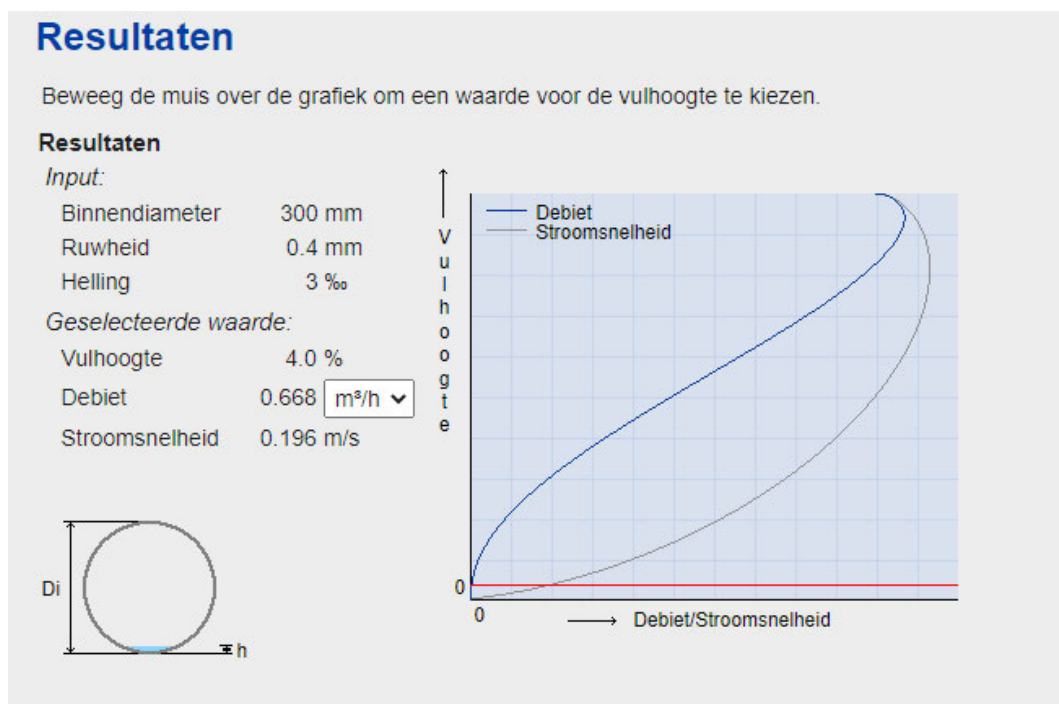 Resultaten
Beweeg de muis over de grafiek om een waarde voor de vulhoogte te kiezen.
Resultaten
Input:
Binnendiameter 300 mm
Ruwheid 0.4 mm
Helling 3 ‰
Geselecteerde waarde:
Vulhoogte 4.0 %
Debiet 0.668 m³/h
Stroomsnelheid 0.196 m/s
Di
h
Vulhoogte
Debiet
Stroomsnelheid
0
0
Debiet/Stroomsnelheid